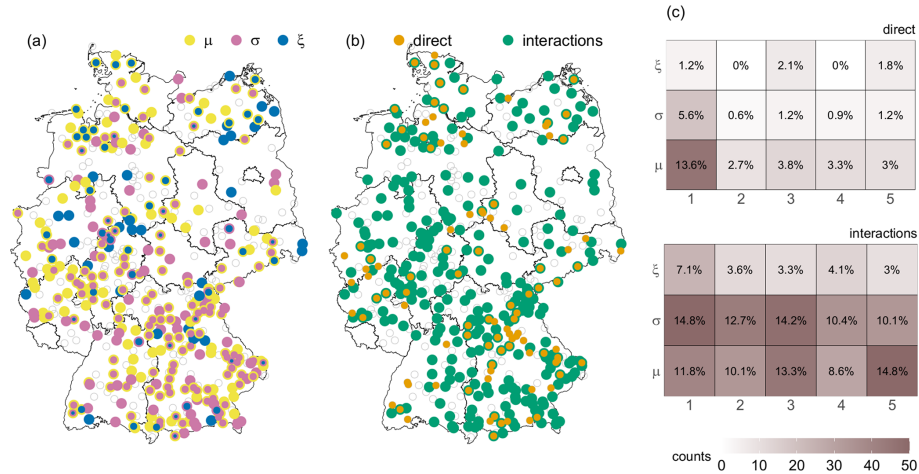 (a) μ σ ξ
(b) direct interactions
(c)
direct
ξ 1.2% 0% 2.1% 0% 1.8%
σ 5.6% 0.6% 1.2% 0.9% 1.2%
μ 13.6% 2.7% 3.8% 3.3% 3%
1 2 3 4 5
interactions
ξ 7.1% 3.6% 3.3% 4.1% 3%
σ 14.8% 12.7% 14.2% 10.4% 10.1%
μ 11.8% 10.1% 13.3% 8.6% 14.8%
1 2 3 4 5
counts
0 10 20 30 40 50